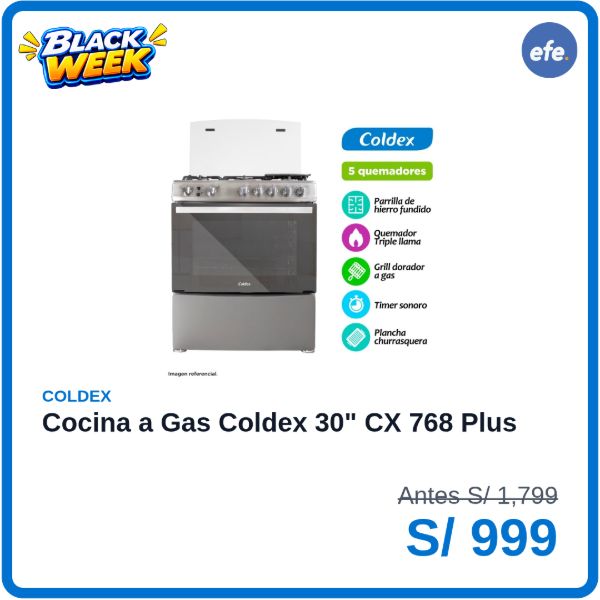 BLACK
WEEK
efe.
Coldex
5 quemadores
Parrilla de
hierro fundido
Quemador
Triple llama
Grill dorador
a gas
Timer sonoro
Plancha
churrasquera
Coldex
Imagen referencial.
COLDEX
Cocina a Gas Coldex 30" CX 768 Plus
Antes S/ 1,799
S/ 999